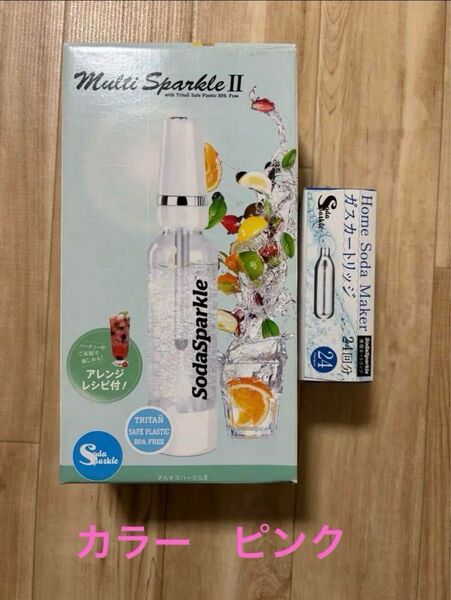 Multi Sparkle II
with Tritan Safe Plastic BPA Free
SodaSparkle
パーティーや
ご家庭で
楽しめる！
アレンジ
レシピ付！
TRITAN
SAFE PLASTIC
BPA FREE
Soda
Sparkle
マルチスパークルII
Soda
Sparkle
Home Soda Maker
ガスカートリッジ
24回分
24
SodaSparkle
カラー　ピンク